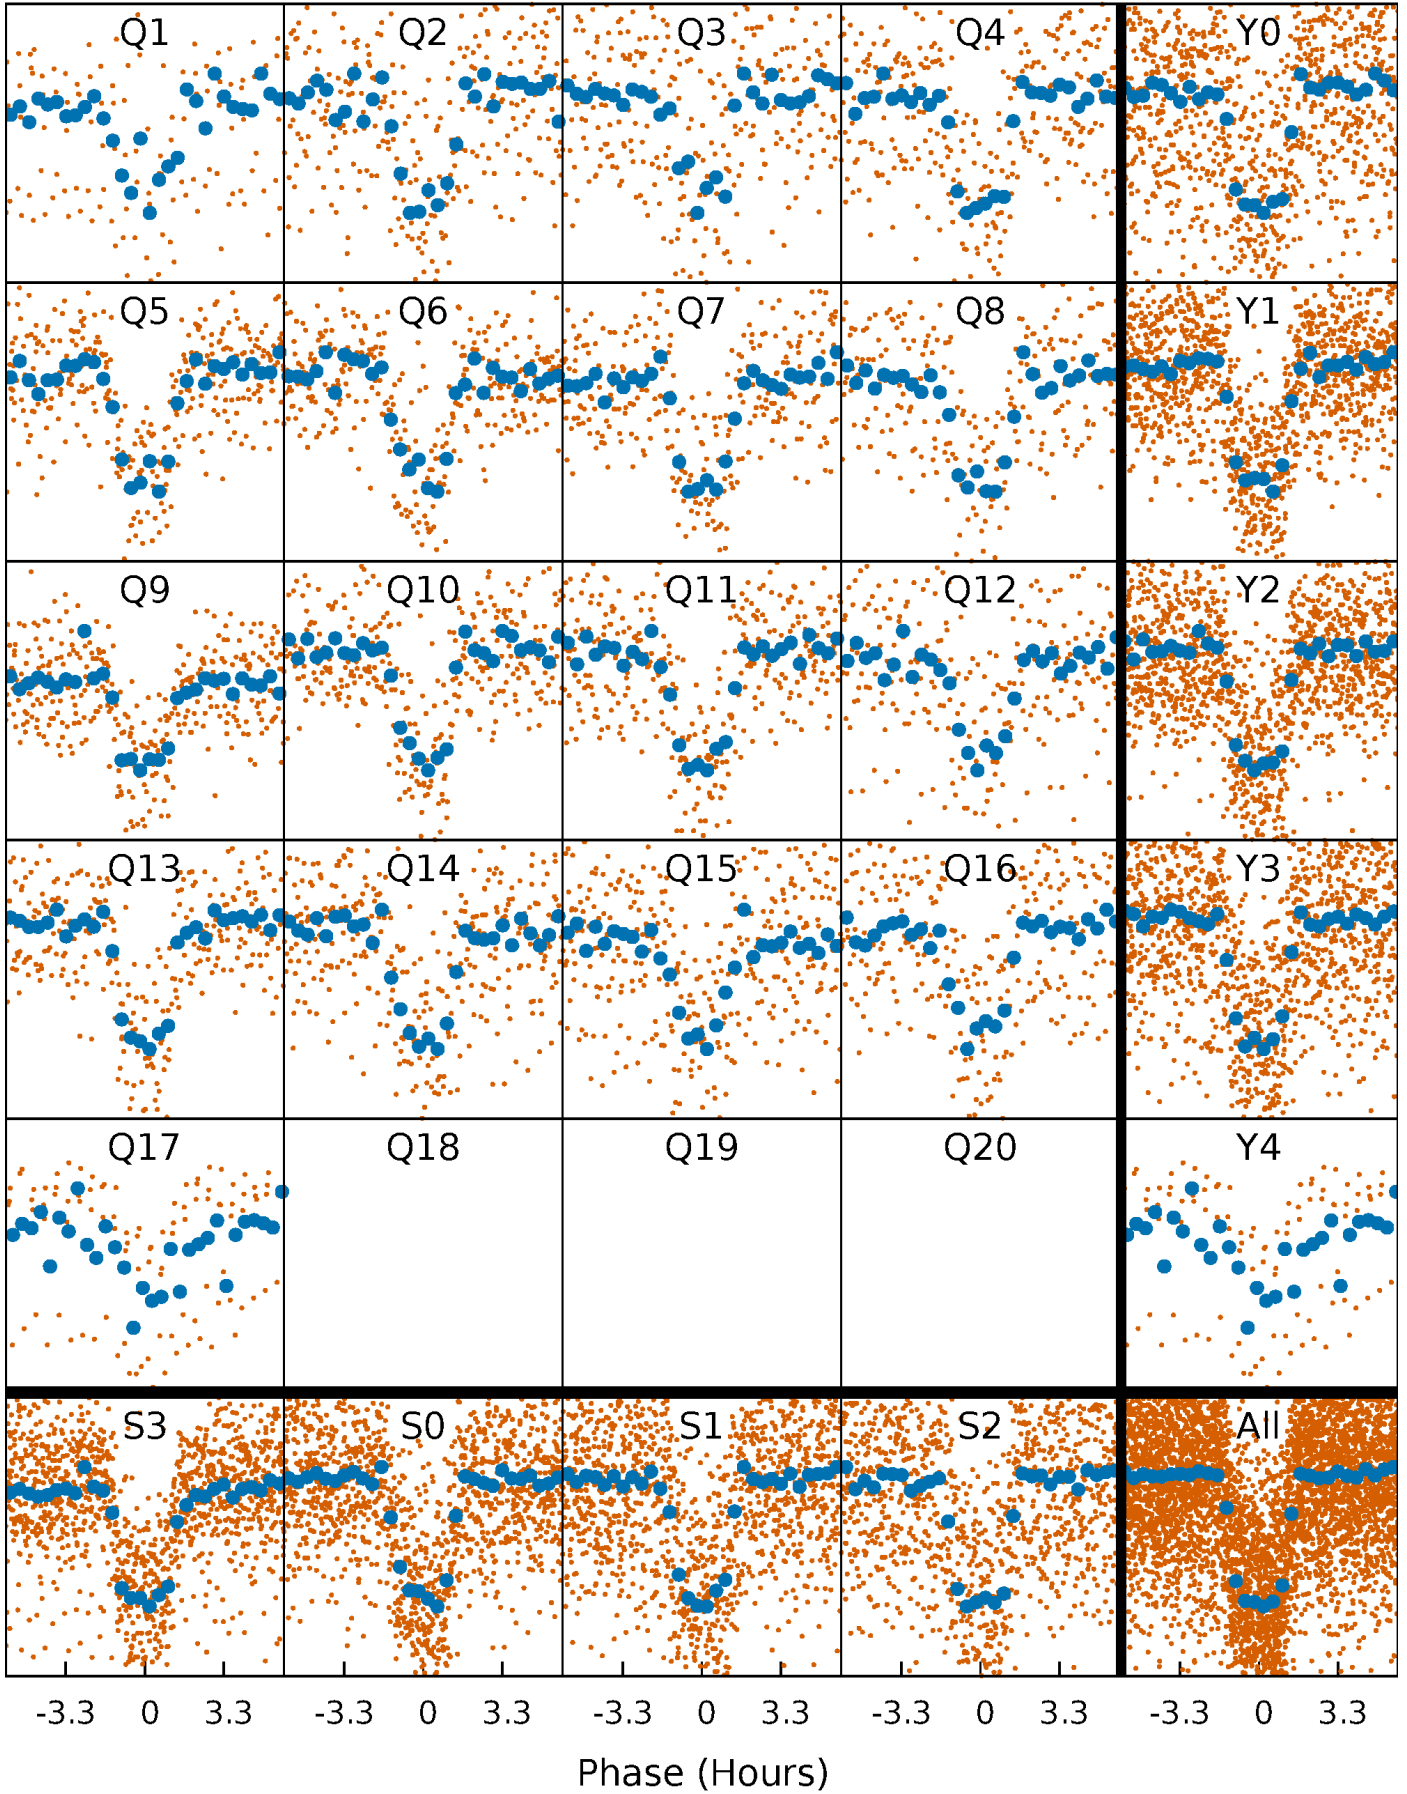 Q1 Q2 Q3 Q4 Y0
Q5 Q6 Q7 Q8 Y1
Q9 Q10 Q11 Q12 Y2
Q13 Q14 Q15 Q16 Y3
Q17 Q18 Q19 Q20 Y4
S3 S0 S1 S2 All
-3.3 0 3.3 -3.3 0 3.3 -3.3 0 3.3 -3.3 0 3.3 -3.3 0 3.3
Phase (Hours)